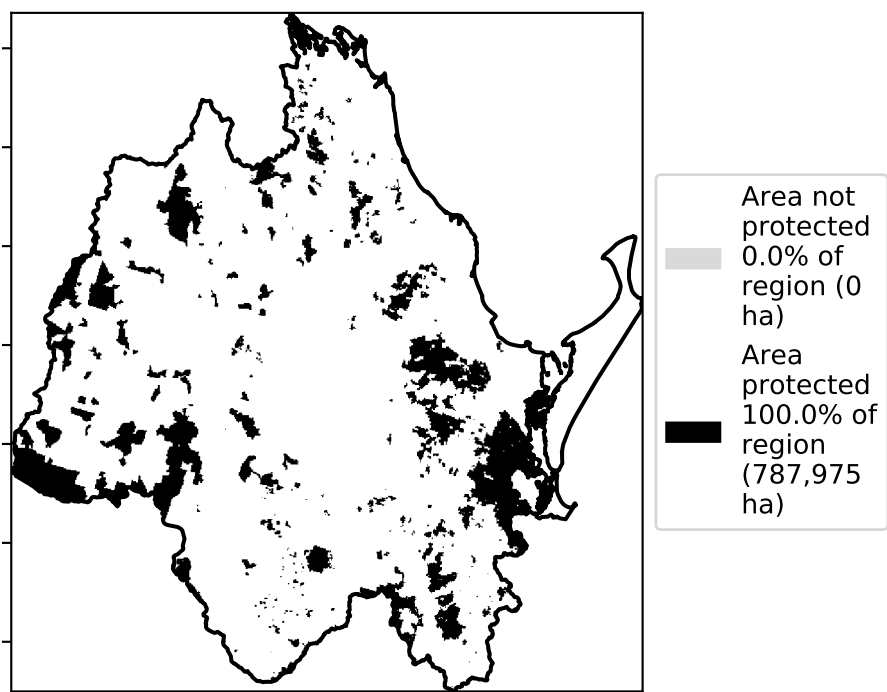 Area not
protected
0.0% of
region (0
ha)
Area
protected
100.0% of
region
(787,975
ha)